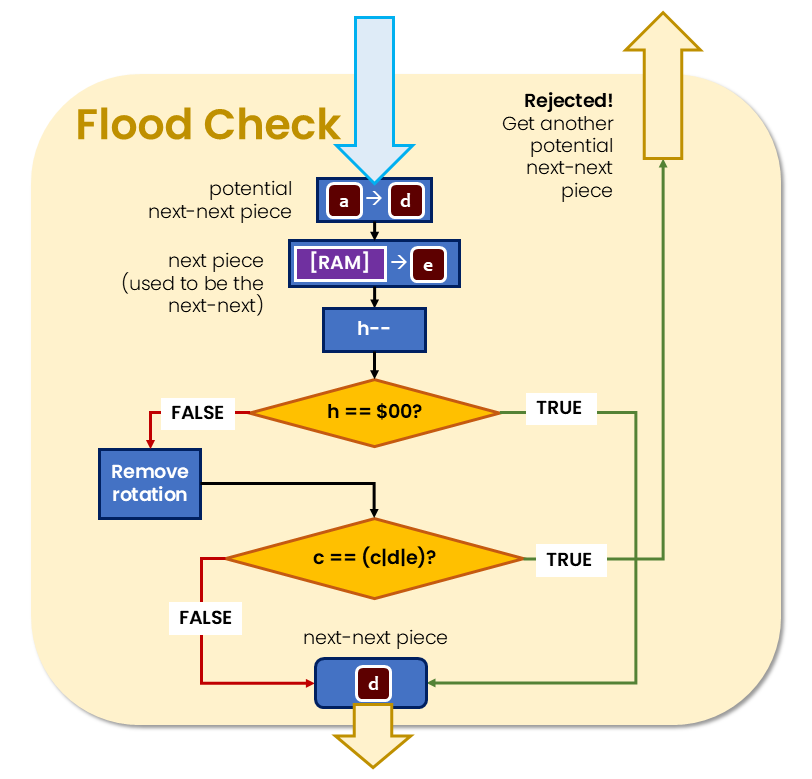 Flood Check
Rejected!
Get another
potential
next-next
piece
potential
next-next piece
a → d
next piece
(used to be the
next-next)
[RAM] → e
h--
h == $00?
FALSE
TRUE
Remove
rotation
c == (c|d|e)?
TRUE
FALSE
next-next piece
d